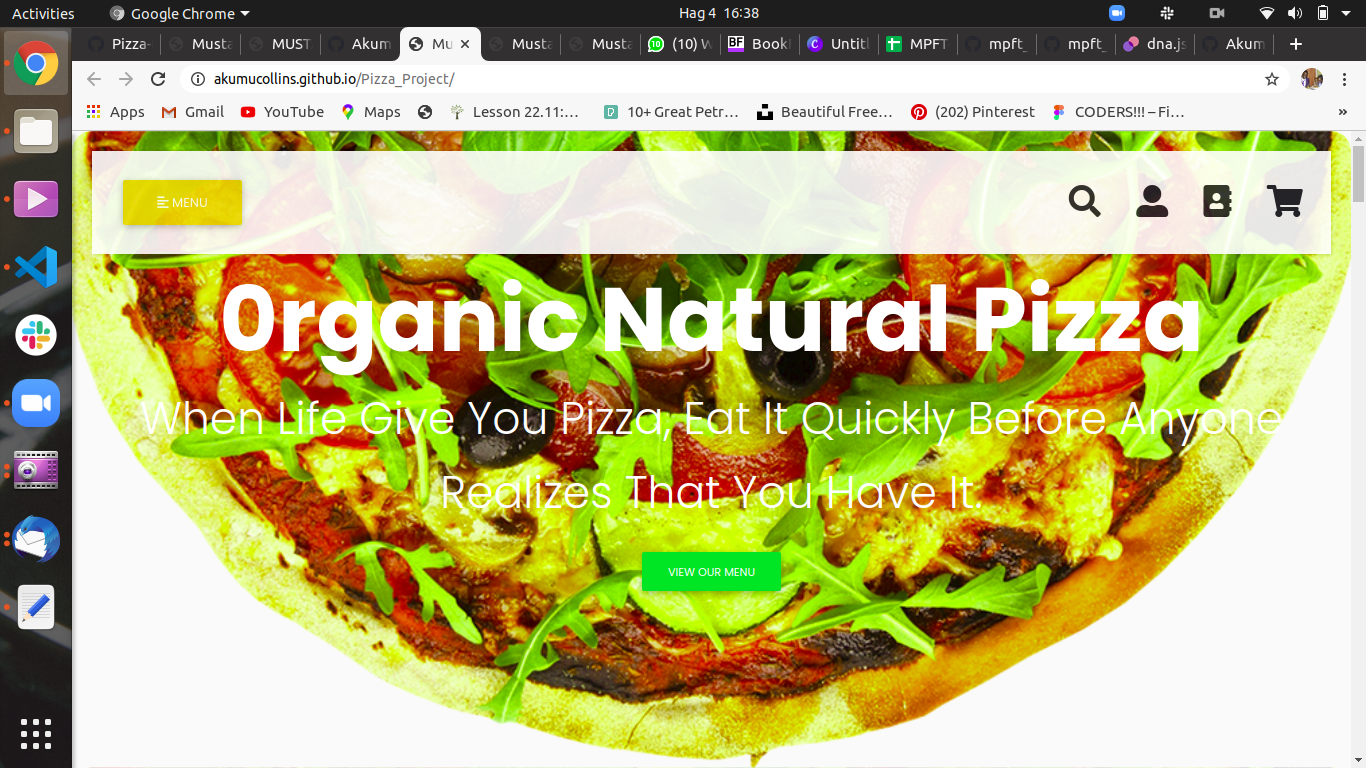 Activities
Google Chrome
Hag 4 16:38
Pizza-
Musta
MUST
Akum
Mu
Musta
Musta
(10) W
BF
Book
Untitl
MPFT
mpft_
mpft_
dna.js
Akum
akumucollins.github.io/Pizza_Project/
Apps
Gmail
YouTube
Maps
Lesson 22.11:...
10+ Great Petr...
Beautiful Free...
(202) Pinterest
CODERS!!! – Fi...
»
MENU
0rganic Natural Pizza
When Life Give You Pizza, Eat It Quickly Before Anyone
Realizes That You Have It.
VIEW OUR MENU